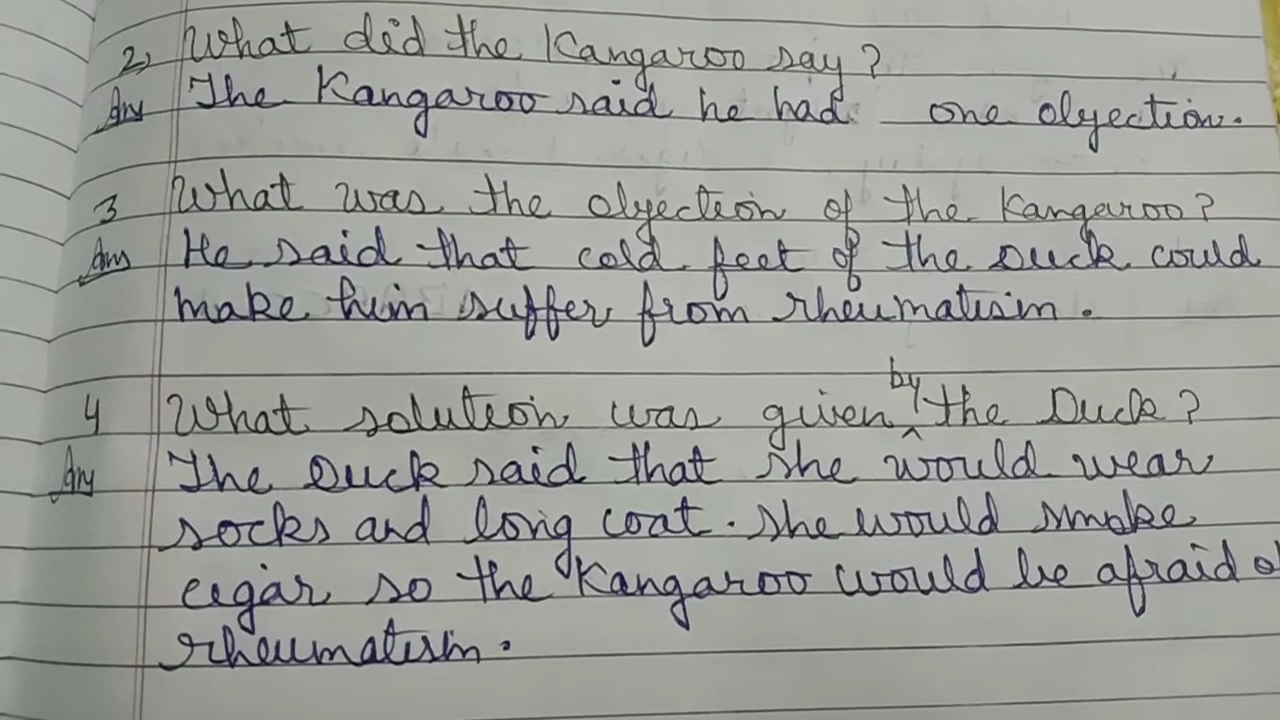 2, What did the Kangaroo say?
Ans The Kangaroo said he had one objection.
3 What was the objection of the Kangaroo?
Ans He said that cold feet of the Duck could
make him suffer from rheumatisim.
4 What solution was given by the Duck?
Ans The Duck said that she would wear
socks and long coat. She would smoke
cigar so the Kangaroo would be afraid o
rheumatisim.